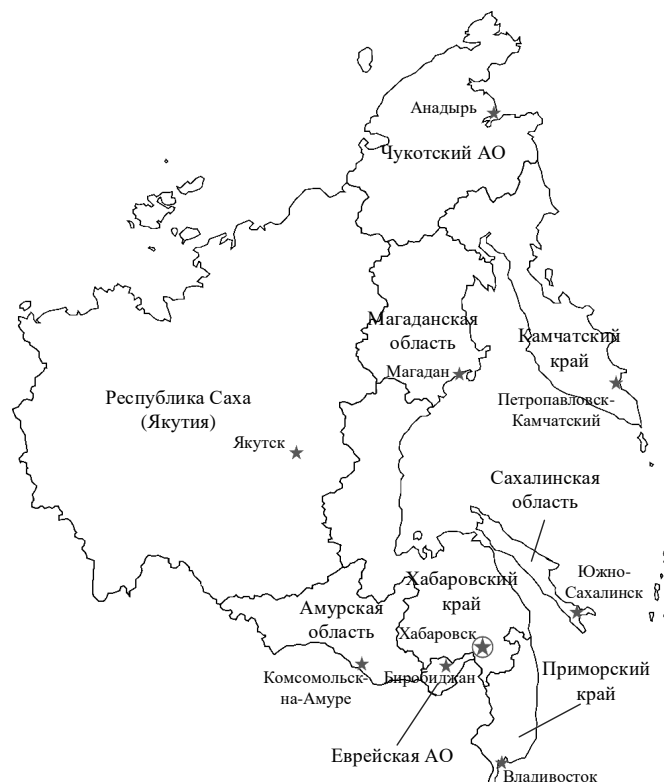 Анадырь
Чукотский АО
Магаданская
область
Магадан
Камчатский
край
Петропавловск-
Камчатский
Республика Саха
(Якутия)
Якутск
Сахалинская
область
Южно-
Сахалинск
Хабаровский
край
Хабаровск
Амурская
область
Комсомольск-
на-Амуре
Биробиджан
Приморский
край
Еврейская АО
Владивосток